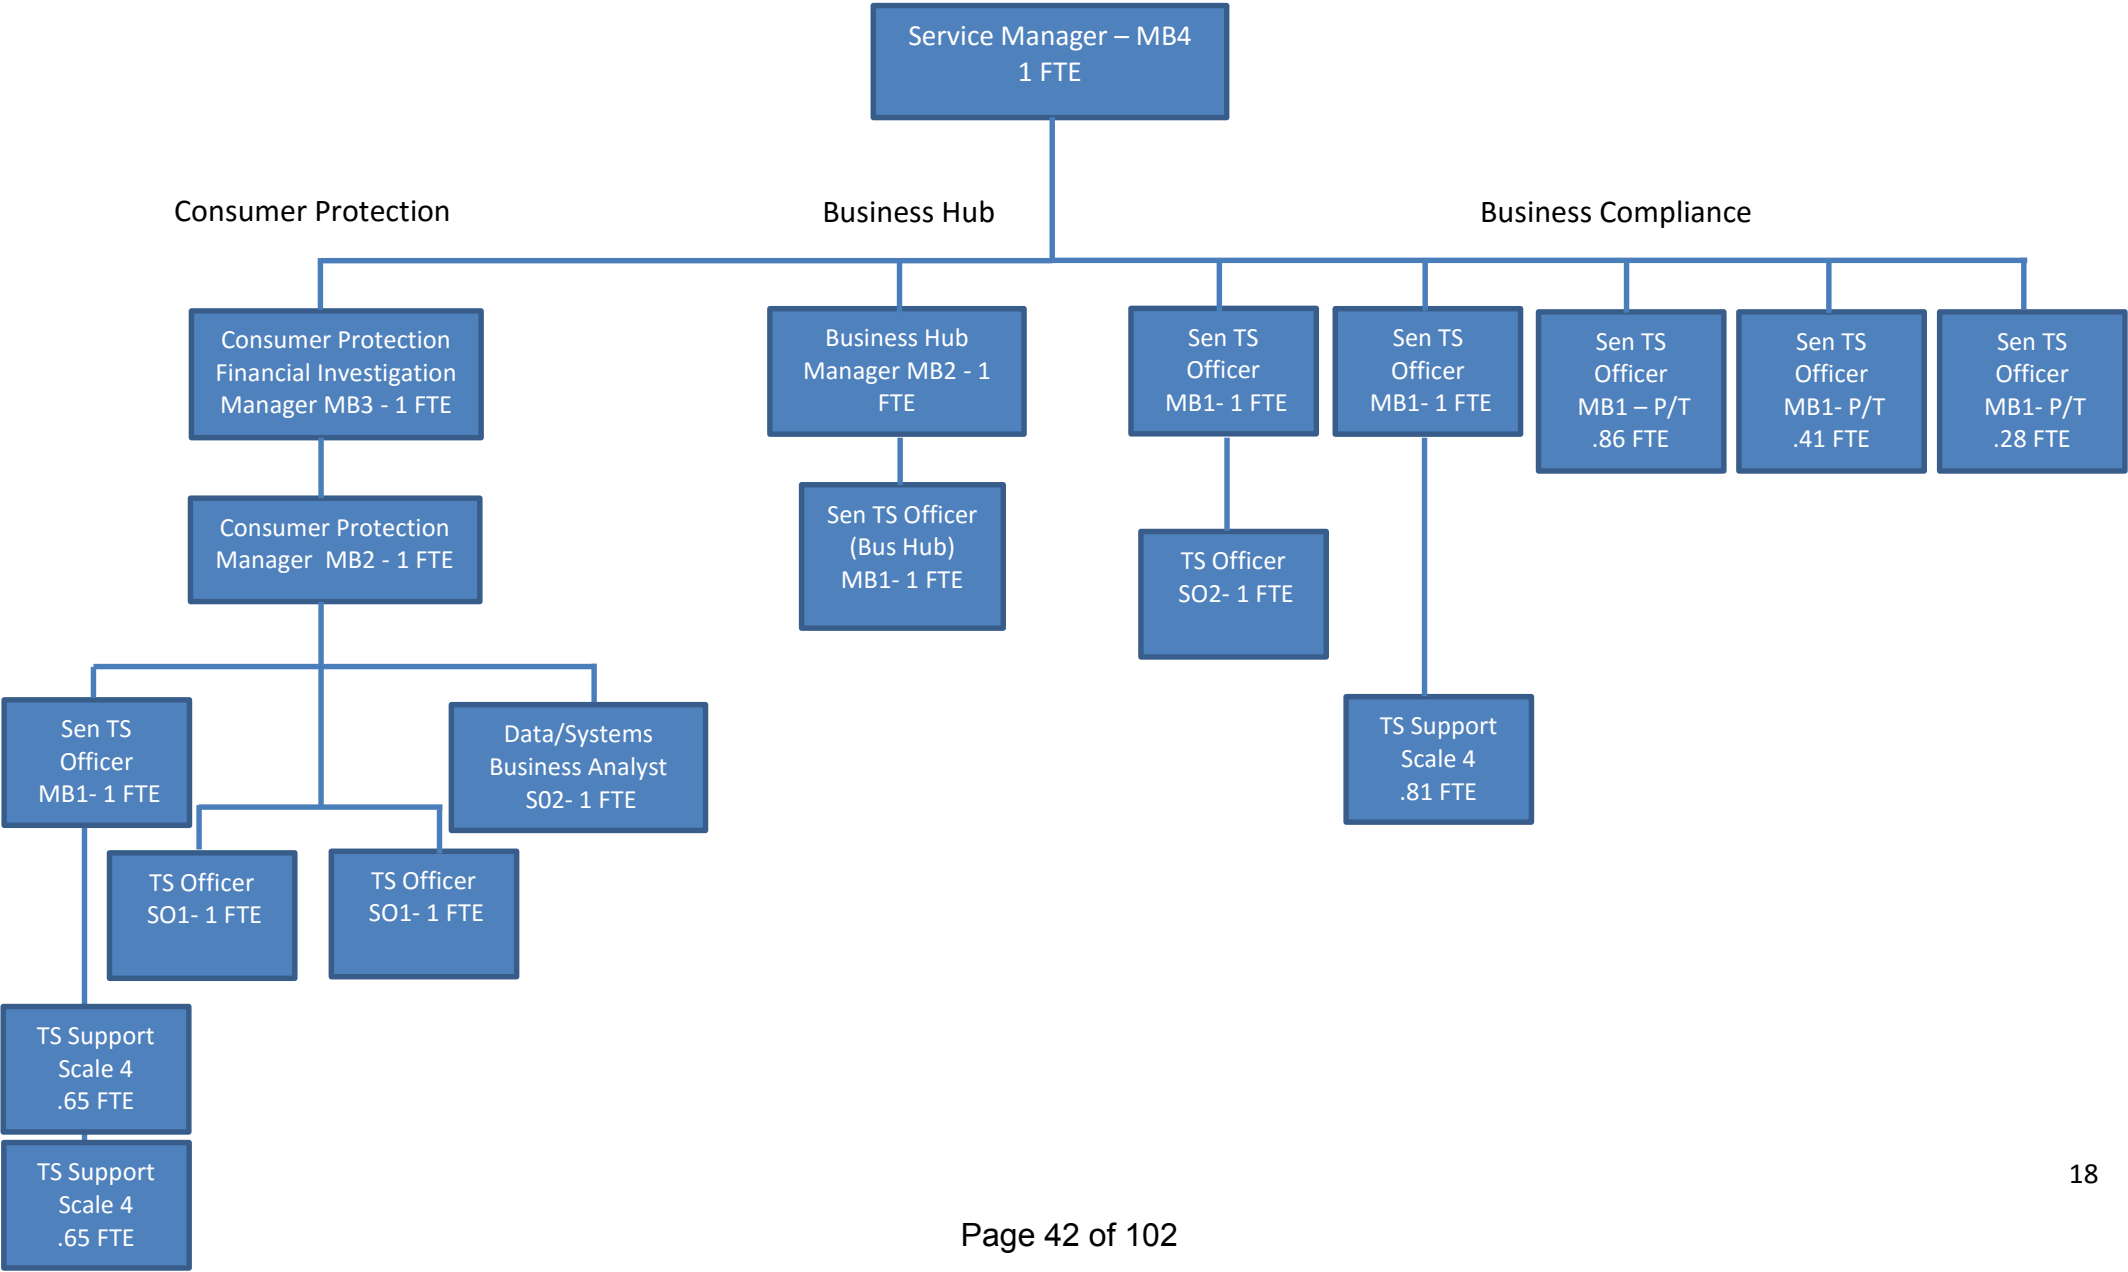 Service Manager – MB4
1 FTE
Consumer Protection
Business Hub
Business Compliance
Consumer Protection
Financial Investigation
Manager MB3 - 1 FTE
Business Hub
Manager MB2 - 1
FTE
Sen TS
Officer
MB1- 1 FTE
Sen TS
Officer
MB1- 1 FTE
Sen TS
Officer
MB1 – P/T
.86 FTE
Sen TS
Officer
MB1- P/T
.41 FTE
Sen TS
Officer
MB1- P/T
.28 FTE
Consumer Protection
Manager  MB2 - 1 FTE
Sen TS Officer
(Bus Hub)
MB1- 1 FTE
TS Officer
SO2- 1 FTE
Sen TS
Officer
MB1- 1 FTE
Data/Systems
Business Analyst
S02- 1 FTE
TS Support
Scale 4
.81 FTE
TS Officer
SO1- 1 FTE
TS Officer
SO1- 1 FTE
TS Support
Scale 4
.65 FTE
TS Support
Scale 4
.65 FTE
18
Page 42 of 102